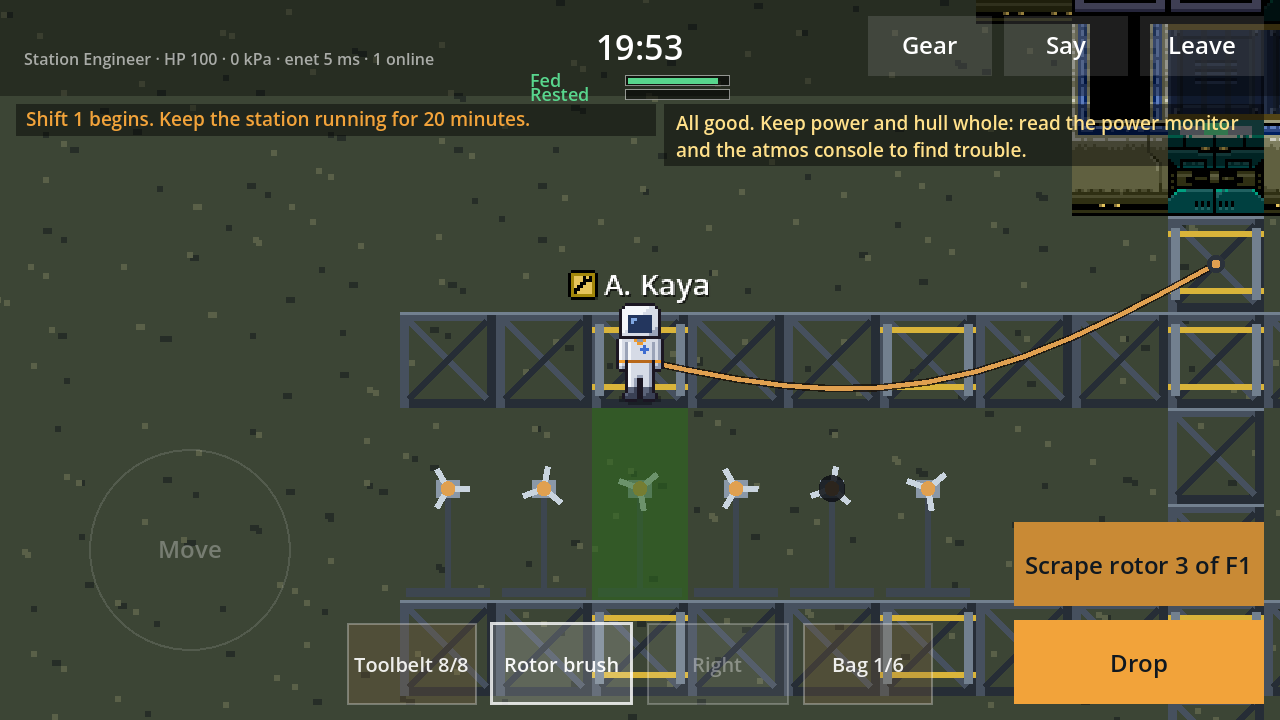 Station Engineer · HP 100 · 0 kPa · enet 5 ms · 1 online
19:53
Fed
Rested
Gear
Say
Leave
Shift 1 begins. Keep the station running for 20 minutes.
All good. Keep power and hull whole: read the power monitor
and the atmos console to find trouble.
A. Kaya
Move
Scrape rotor 3 of F1
Toolbelt 8/8
Rotor brush
Right
Bag 1/6
Drop